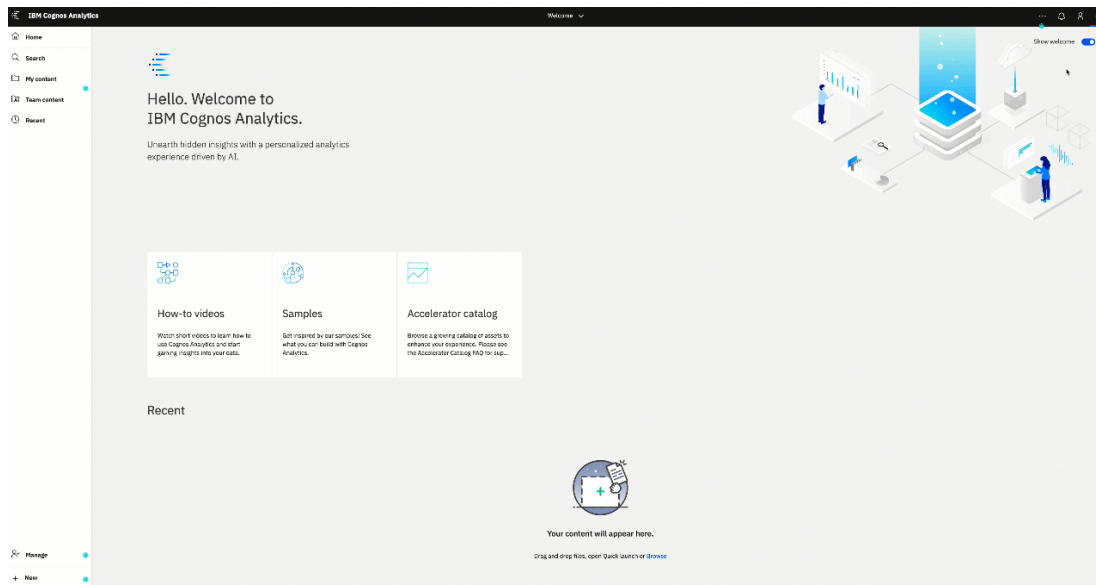 IBM Cognos Analytics
Welcome
Home
Search
My content
Team content
Recent
Manage
New
Show welcome
Hello. Welcome to
IBM Cognos Analytics.
Unearth hidden insights with a personalized analytics
experience driven by AI.
How-to videos
Watch short videos to learn how to
use Cognos Analytics and start
gaining insights into your data.
Samples
Get inspired by our samples! See
what you can build with Cognos
Analytics.
Accelerator catalog
Browse a growing catalog of assets to
enhance your experience. Please see
the Accelerator Catalog FAQ for sup...
Recent
Your content will appear here.
Drag and drop files, open Quick launch or Browse